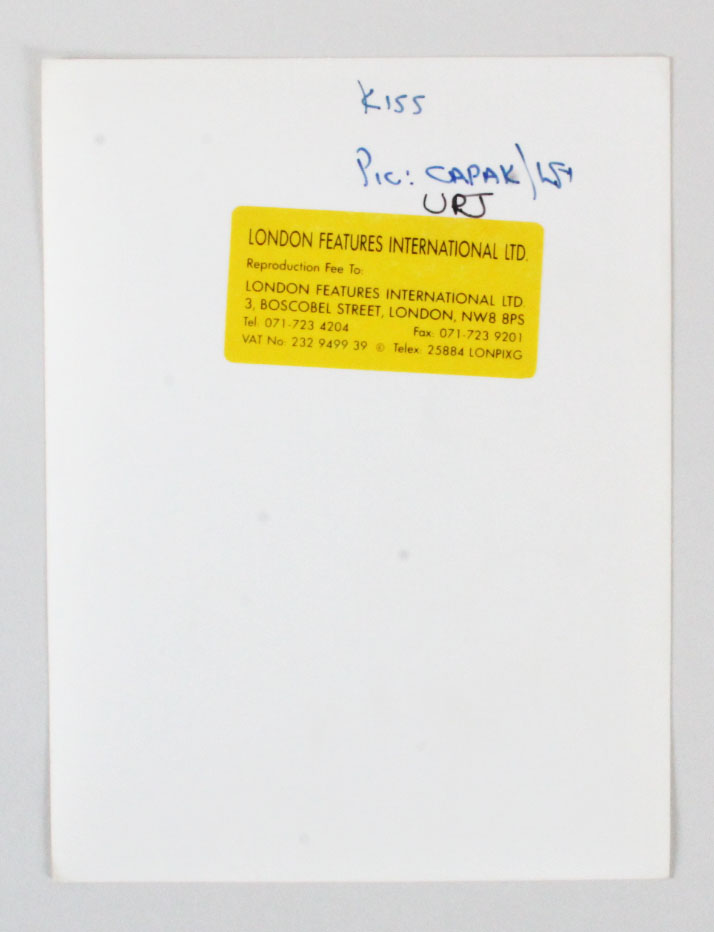 KISS
Pic: CAPAK/LFI
URJ
LONDON FEATURES INTERNATIONAL LTD.
Reproduction Fee To:
LONDON FEATURES INTERNATIONAL LTD.
3, BOSCOBEL STREET, LONDON, NW8 8PS
Tel: 071-723 4204 Fax: 071-723 9201
VAT No: 232 9499 39 © Telex: 25884 LONPIXG